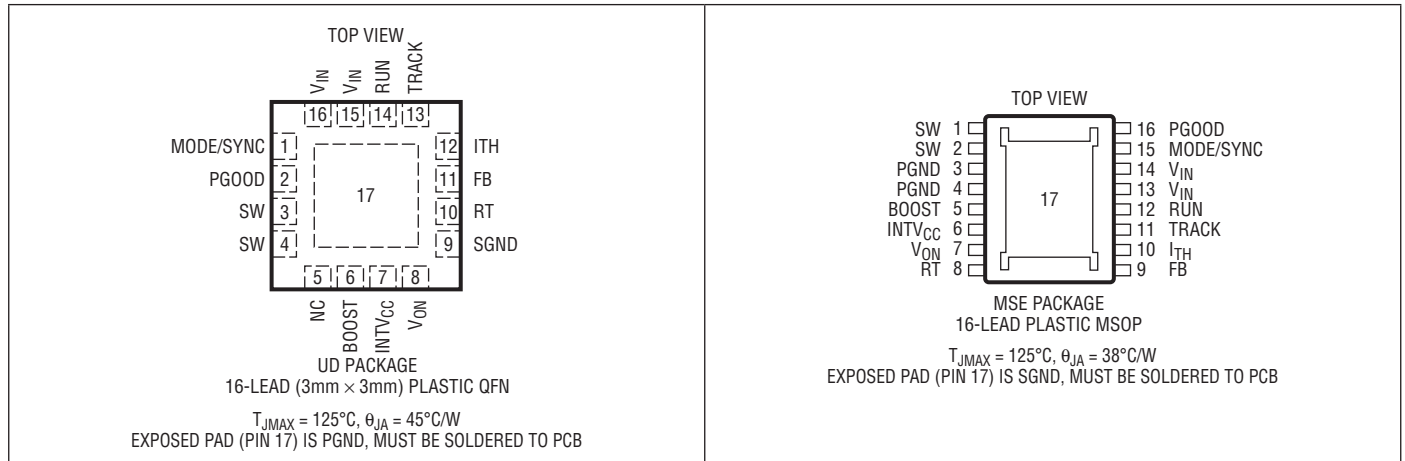 TOP VIEW
VIN VIN RUN TRACK
16 15 14 13
MODE/SYNC 1
PGOOD 2
SW 3
SW 4
17
12 ITH
11 FB
10 RT
9 SGND
5 6 7 8
NC BOOST INTVCC VON
UD PACKAGE
16-LEAD (3mm × 3mm) PLASTIC QFN
TJMAX = 125°C, θJA = 45°C/W
EXPOSED PAD (PIN 17) IS PGND, MUST BE SOLDERED TO PCB
TOP VIEW
SW 1
SW 2
PGND 3
PGND 4
BOOST 5
INTVCC 6
VON 7
RT 8
17
16 PGOOD
15 MODE/SYNC
14 VIN
13 VIN
12 RUN
11 TRACK
10 ITH
9 FB
MSE PACKAGE
16-LEAD PLASTIC MSOP
TJMAX = 125°C, θJA = 38°C/W
EXPOSED PAD (PIN 17) IS SGND, MUST BE SOLDERED TO PCB